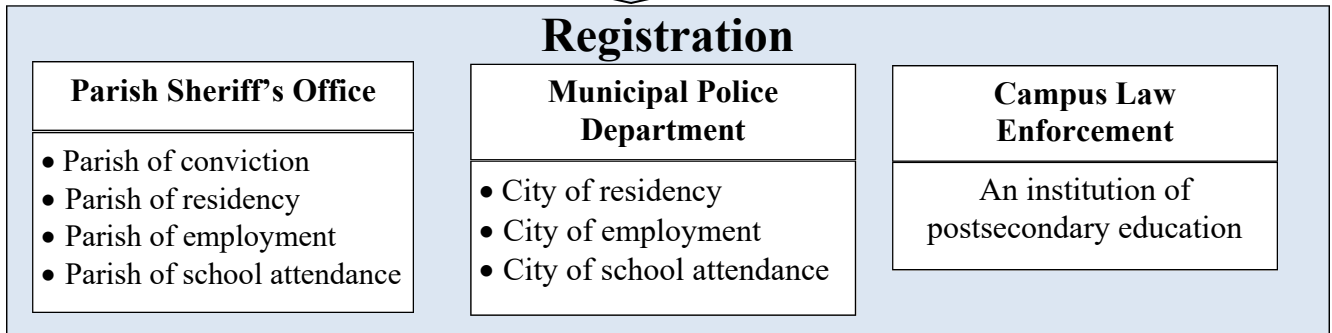 Registration
Parish Sheriff’s Office
• Parish of conviction
• Parish of residency
• Parish of employment
• Parish of school attendance
Municipal Police
Department
• City of residency
• City of employment
• City of school attendance
Campus Law
Enforcement
An institution of
postsecondary education